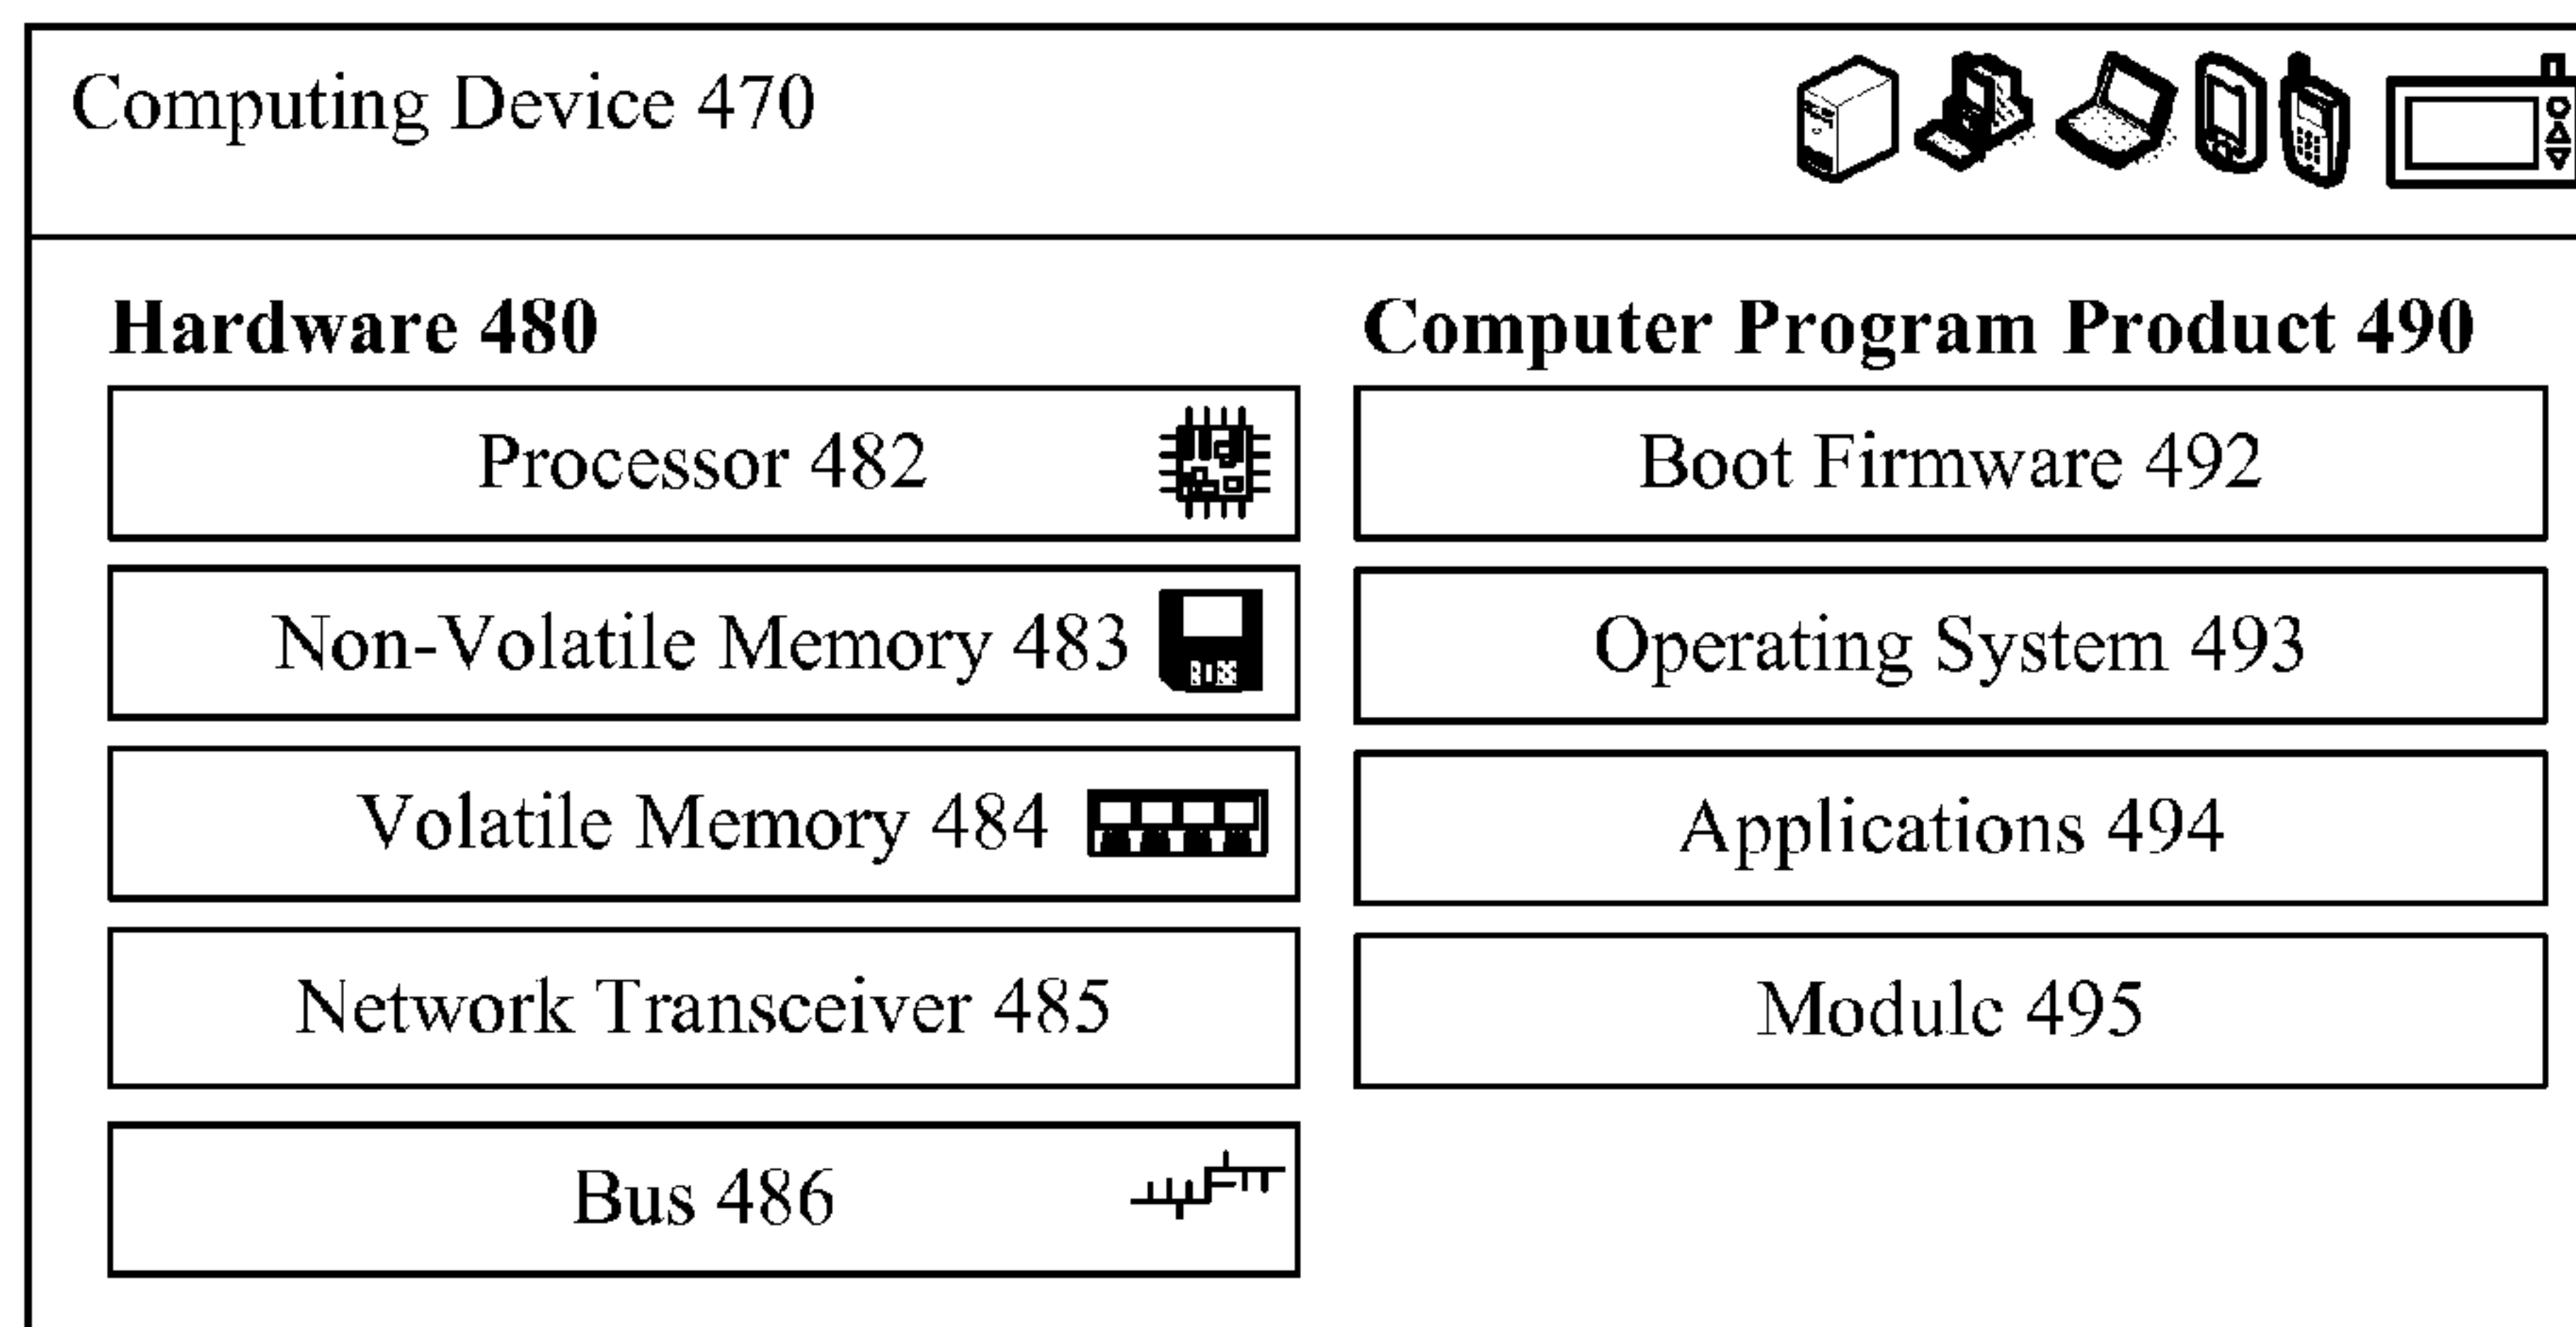 Computing Device 470
Hardware 480
Processor 482
Non-Volatile Memory 483
Volatile Memory 484
Network Transceiver 485
Bus 486
Computer Program Product 490
Boot Firmware 492
Operating System 493
Applications 494
Module 495